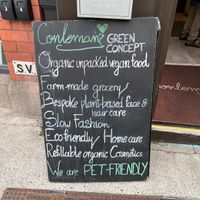 Conlemany
GREEN
CONCEPT
Organic unpacked vegan food
&
Farm-made grocery
Bespoke plant-based face &
hair care
Slow Fashion
Eco friendly Home care
Refillable organic Cosmetics
We are PET-FRIENDLY
S.V